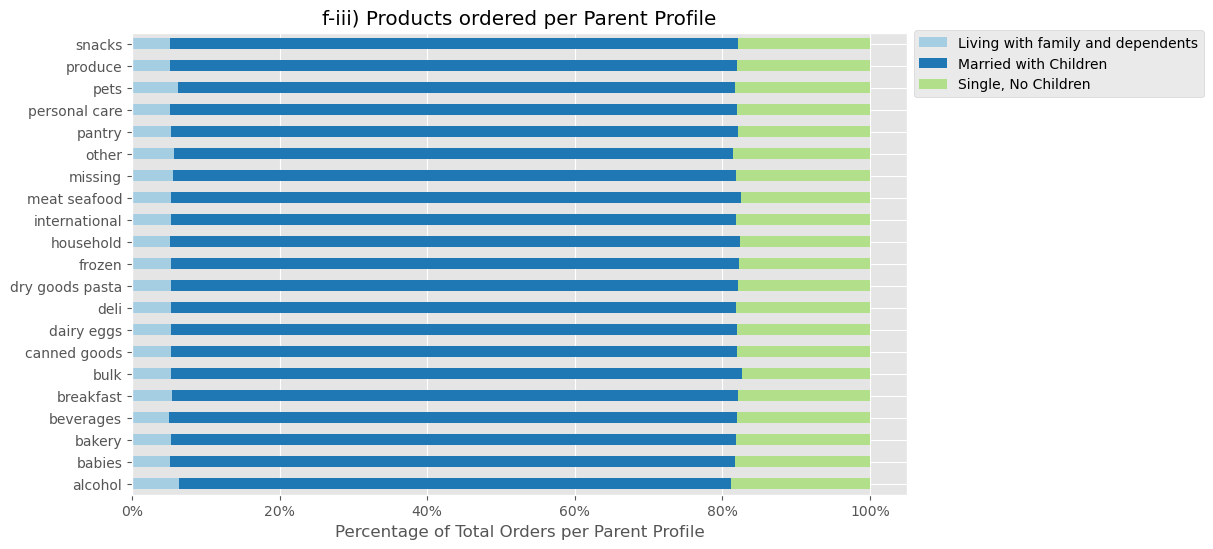 f-iii) Products ordered per Parent Profile
Living with family and dependents
Married with Children
Single, No Children
snacks
produce
pets
personal care
pantry
other
missing
meat seafood
international
household
frozen
dry goods pasta
deli
dairy eggs
canned goods
bulk
breakfast
beverages
bakery
babies
alcohol
0%
20%
40%
60%
80%
100%
Percentage of Total Orders per Parent Profile